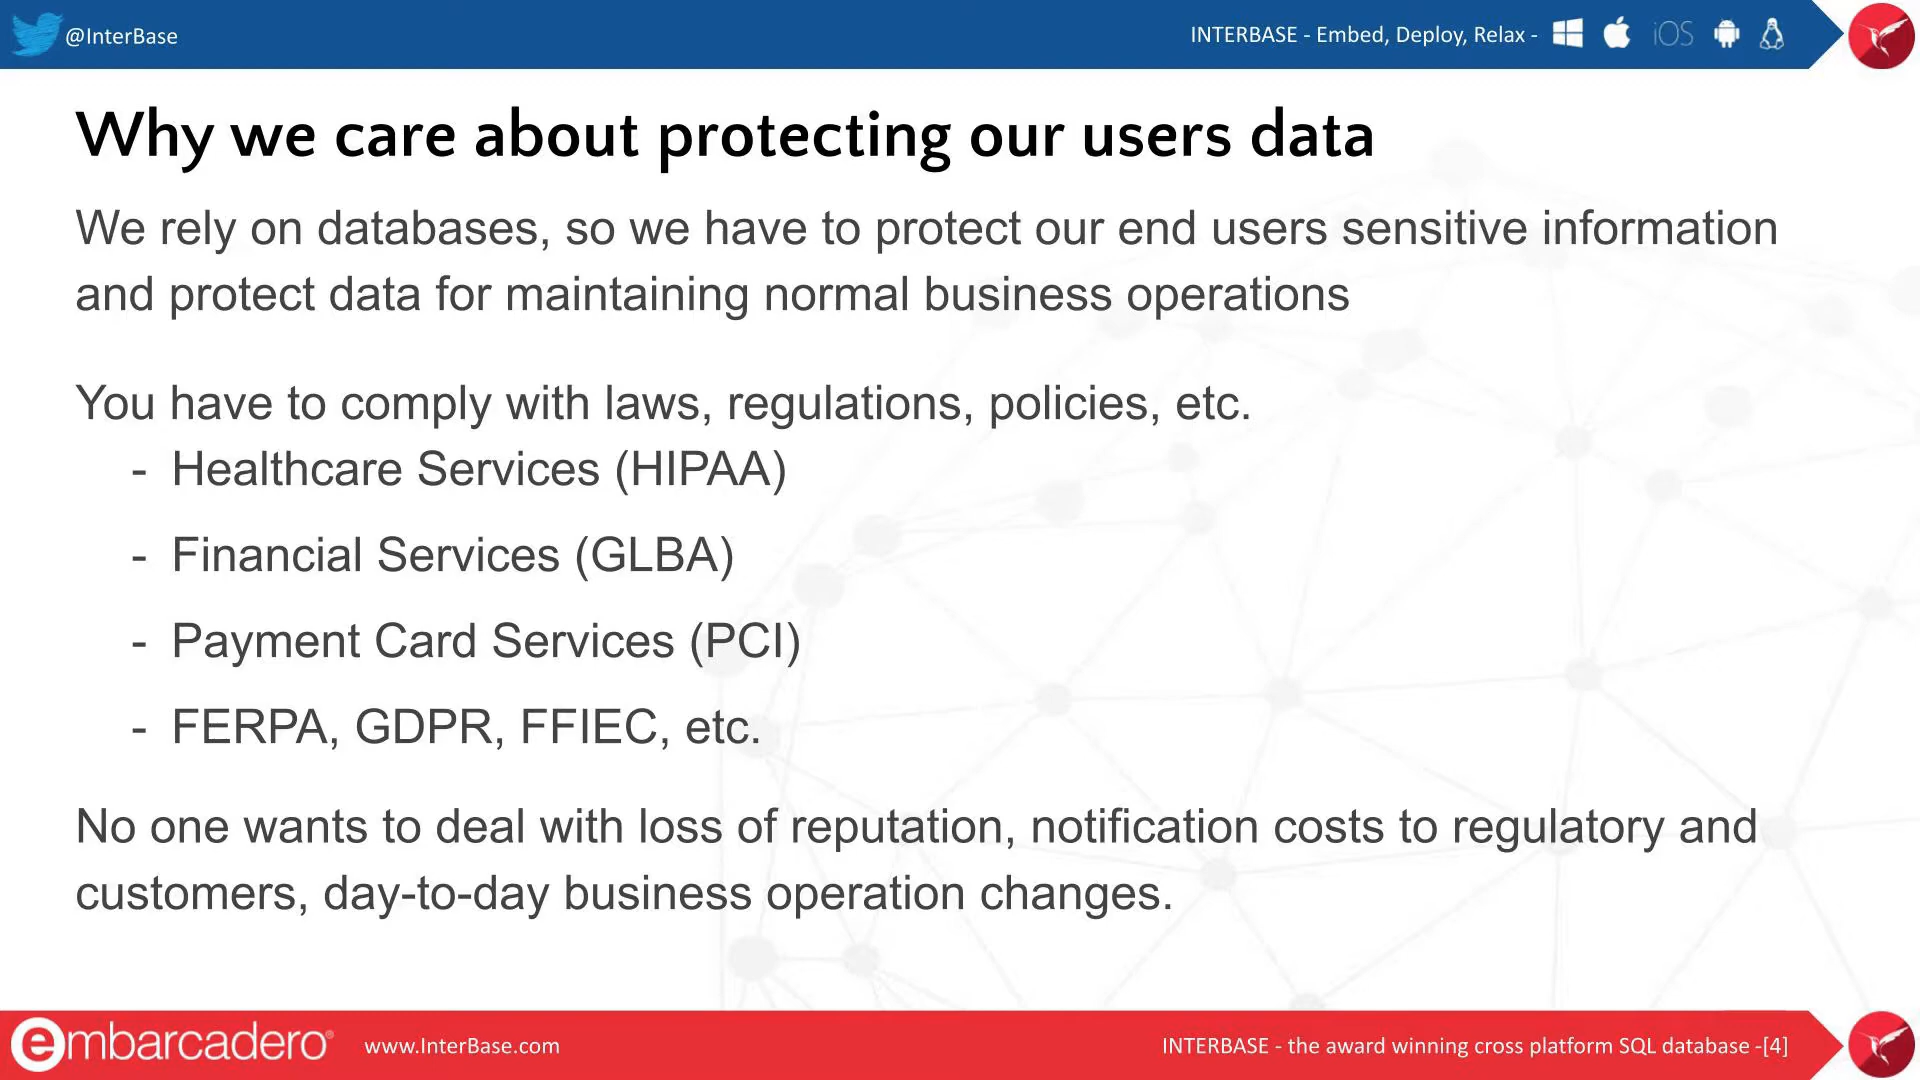 @InterBase
INTERBASE - Embed, Deploy, Relax -
iOS
Why we care about protecting our users data
We rely on databases, so we have to protect our end users sensitive information
and protect data for maintaining normal business operations
You have to comply with laws, regulations, policies, etc.
- Healthcare Services (HIPAA)
- Financial Services (GLBA)
- Payment Card Services (PCI)
- FERPA, GDPR, FFIEC, etc.
No one wants to deal with loss of reputation, notification costs to regulatory and
customers, day-to-day business operation changes.
embarcadero®
www.InterBase.com
INTERBASE - the award winning cross platform SQL database -[4]